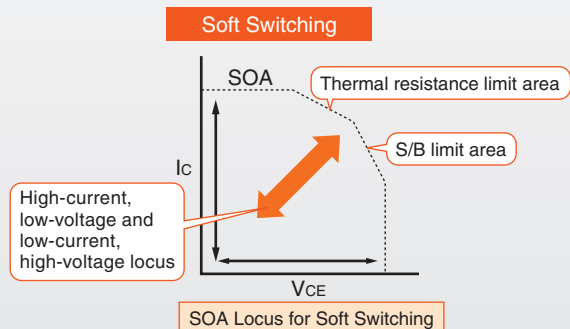 Soft Switching
SOA
Thermal resistance limit area
S/B limit area
IC
High-current,
low-voltage and
low-current,
high-voltage locus
VCE
SOA Locus for Soft Switching